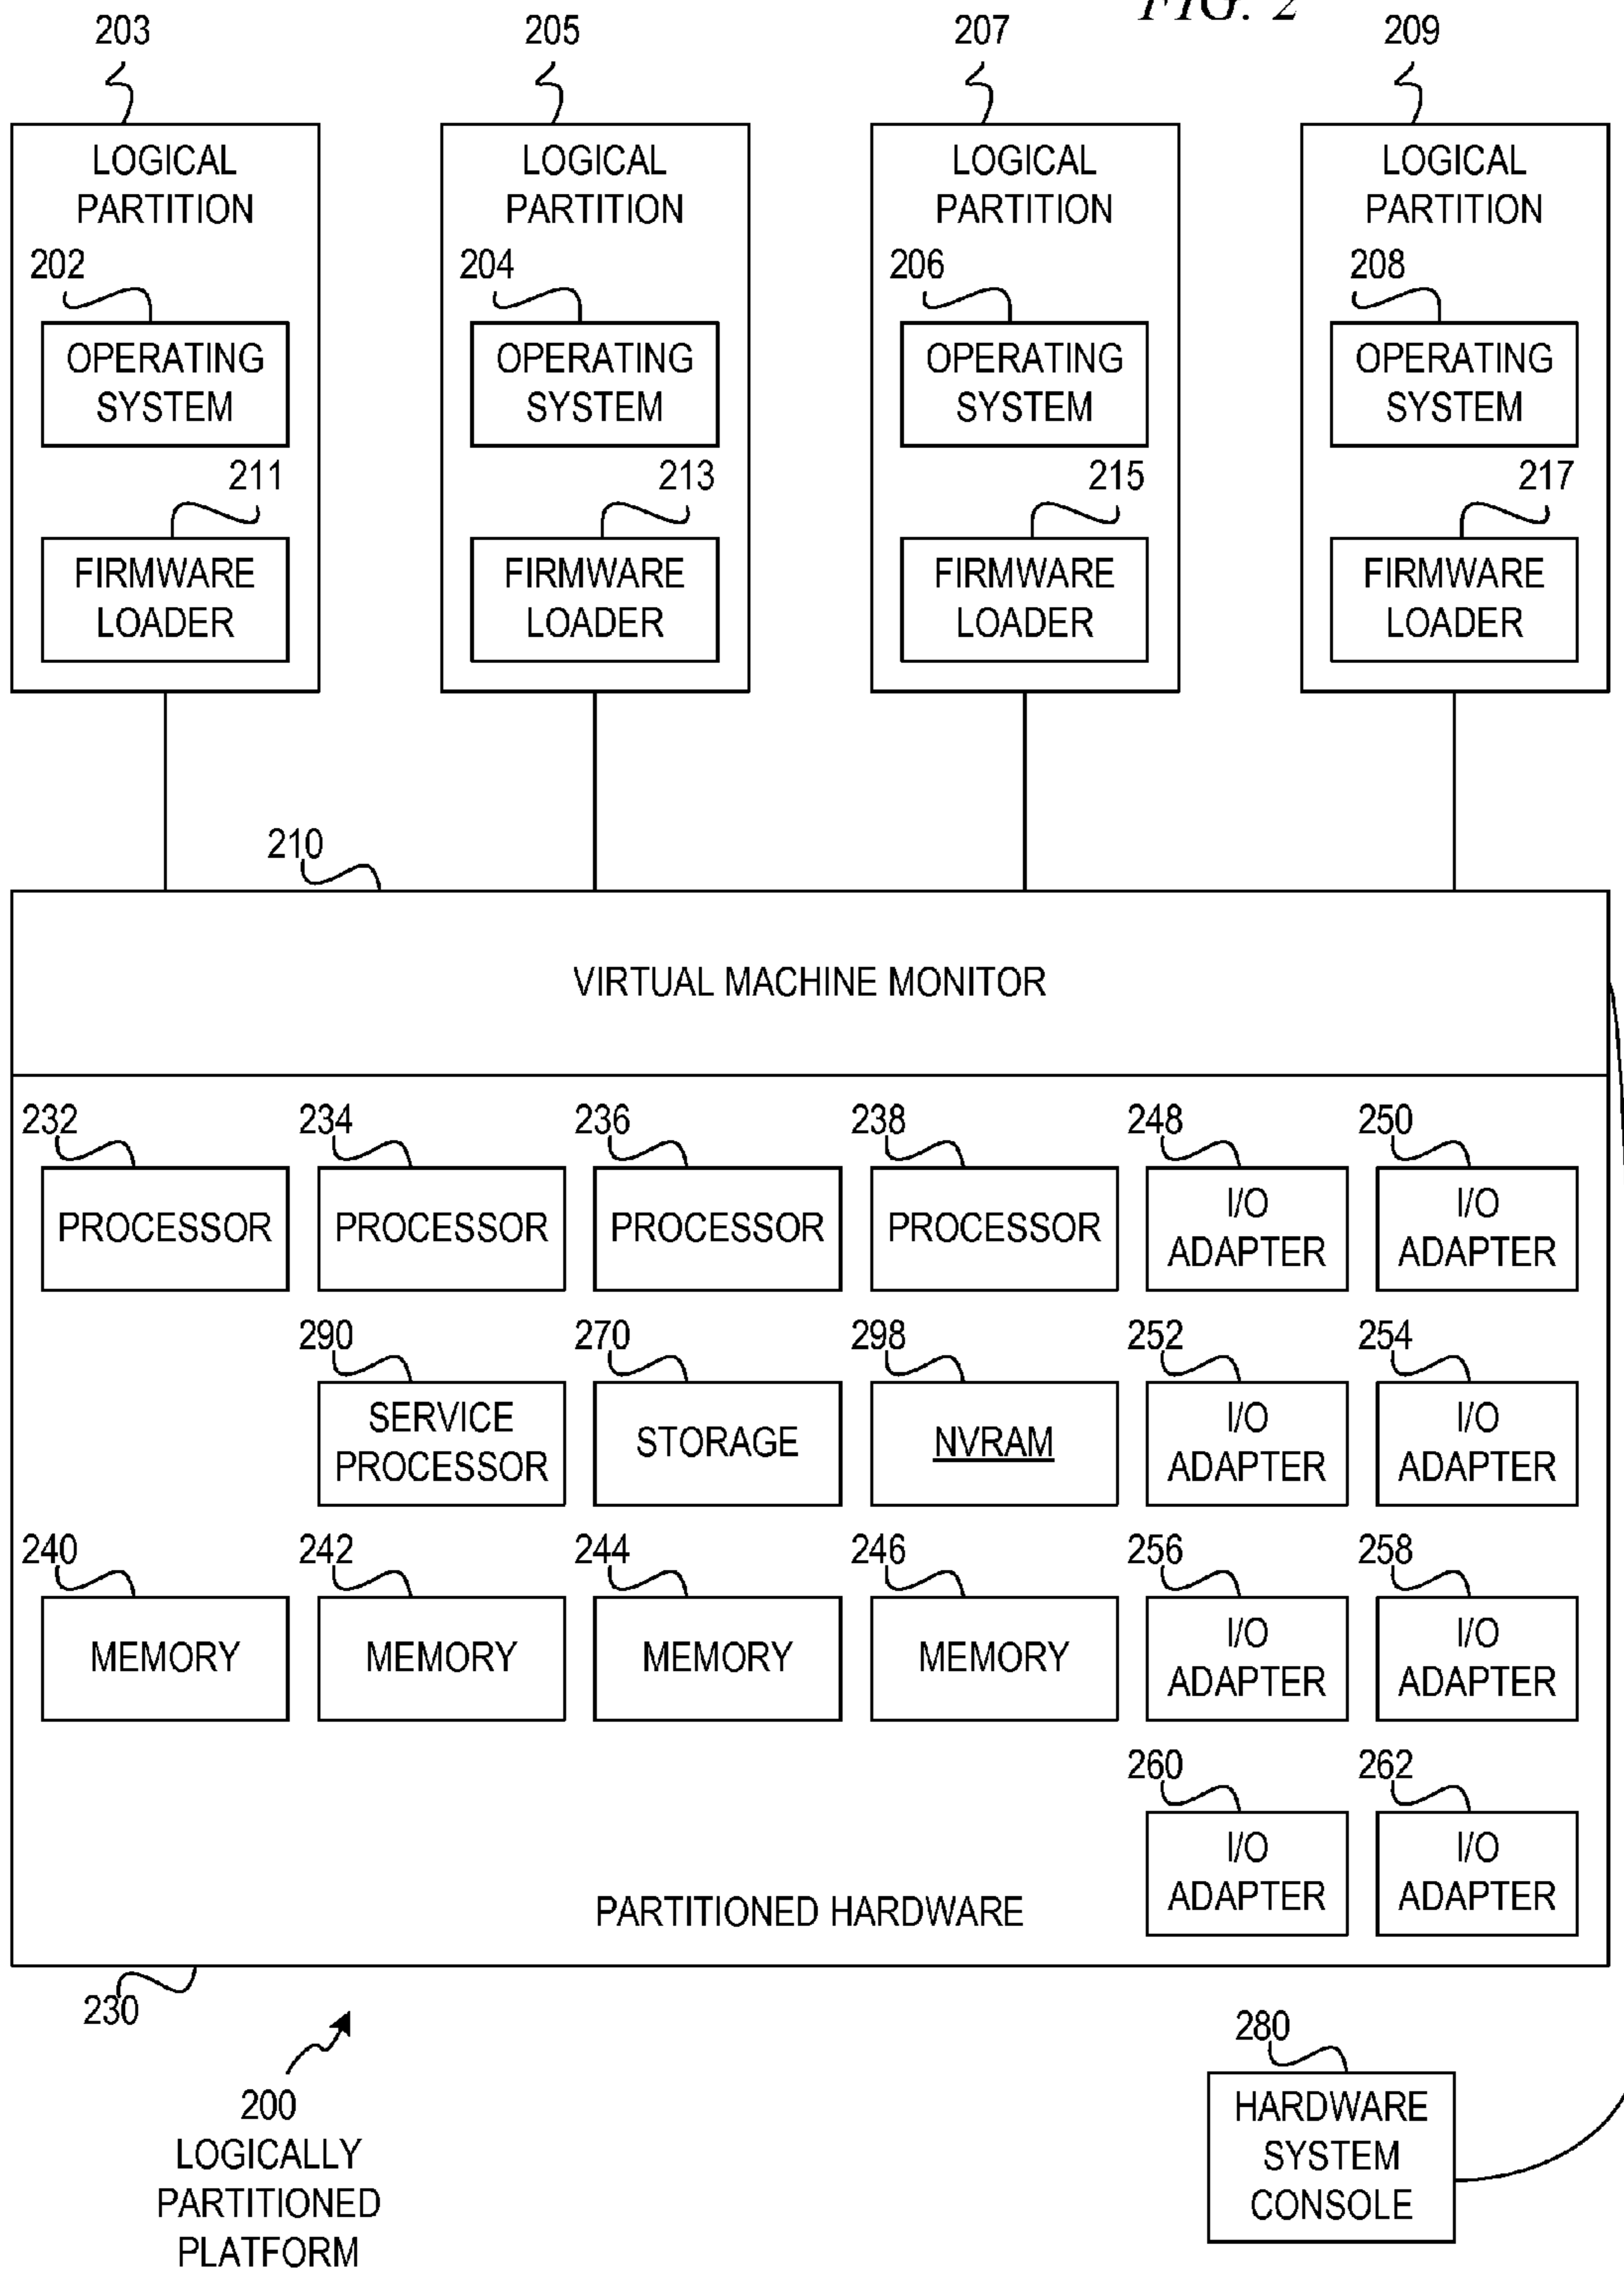 FIG. 2
203 205 207 209
LOGICAL PARTITION
LOGICAL PARTITION
LOGICAL PARTITION
LOGICAL PARTITION
202 204 206 208
OPERATING SYSTEM
OPERATING SYSTEM
OPERATING SYSTEM
OPERATING SYSTEM
211 213 215 217
FIRMWARE LOADER
FIRMWARE LOADER
FIRMWARE LOADER
FIRMWARE LOADER
210
VIRTUAL MACHINE MONITOR
232 234 236 238 248 250
PROCESSOR
PROCESSOR
PROCESSOR
PROCESSOR
I/O ADAPTER
I/O ADAPTER
290 270 298 252 254
SERVICE PROCESSOR
STORAGE
NVRAM
I/O ADAPTER
I/O ADAPTER
240 242 244 246 256 258
MEMORY
MEMORY
MEMORY
MEMORY
I/O ADAPTER
I/O ADAPTER
260 262
I/O ADAPTER
I/O ADAPTER
PARTITIONED HARDWARE
230
200
LOGICALLY
PARTITIONED
PLATFORM
280
HARDWARE
SYSTEM
CONSOLE